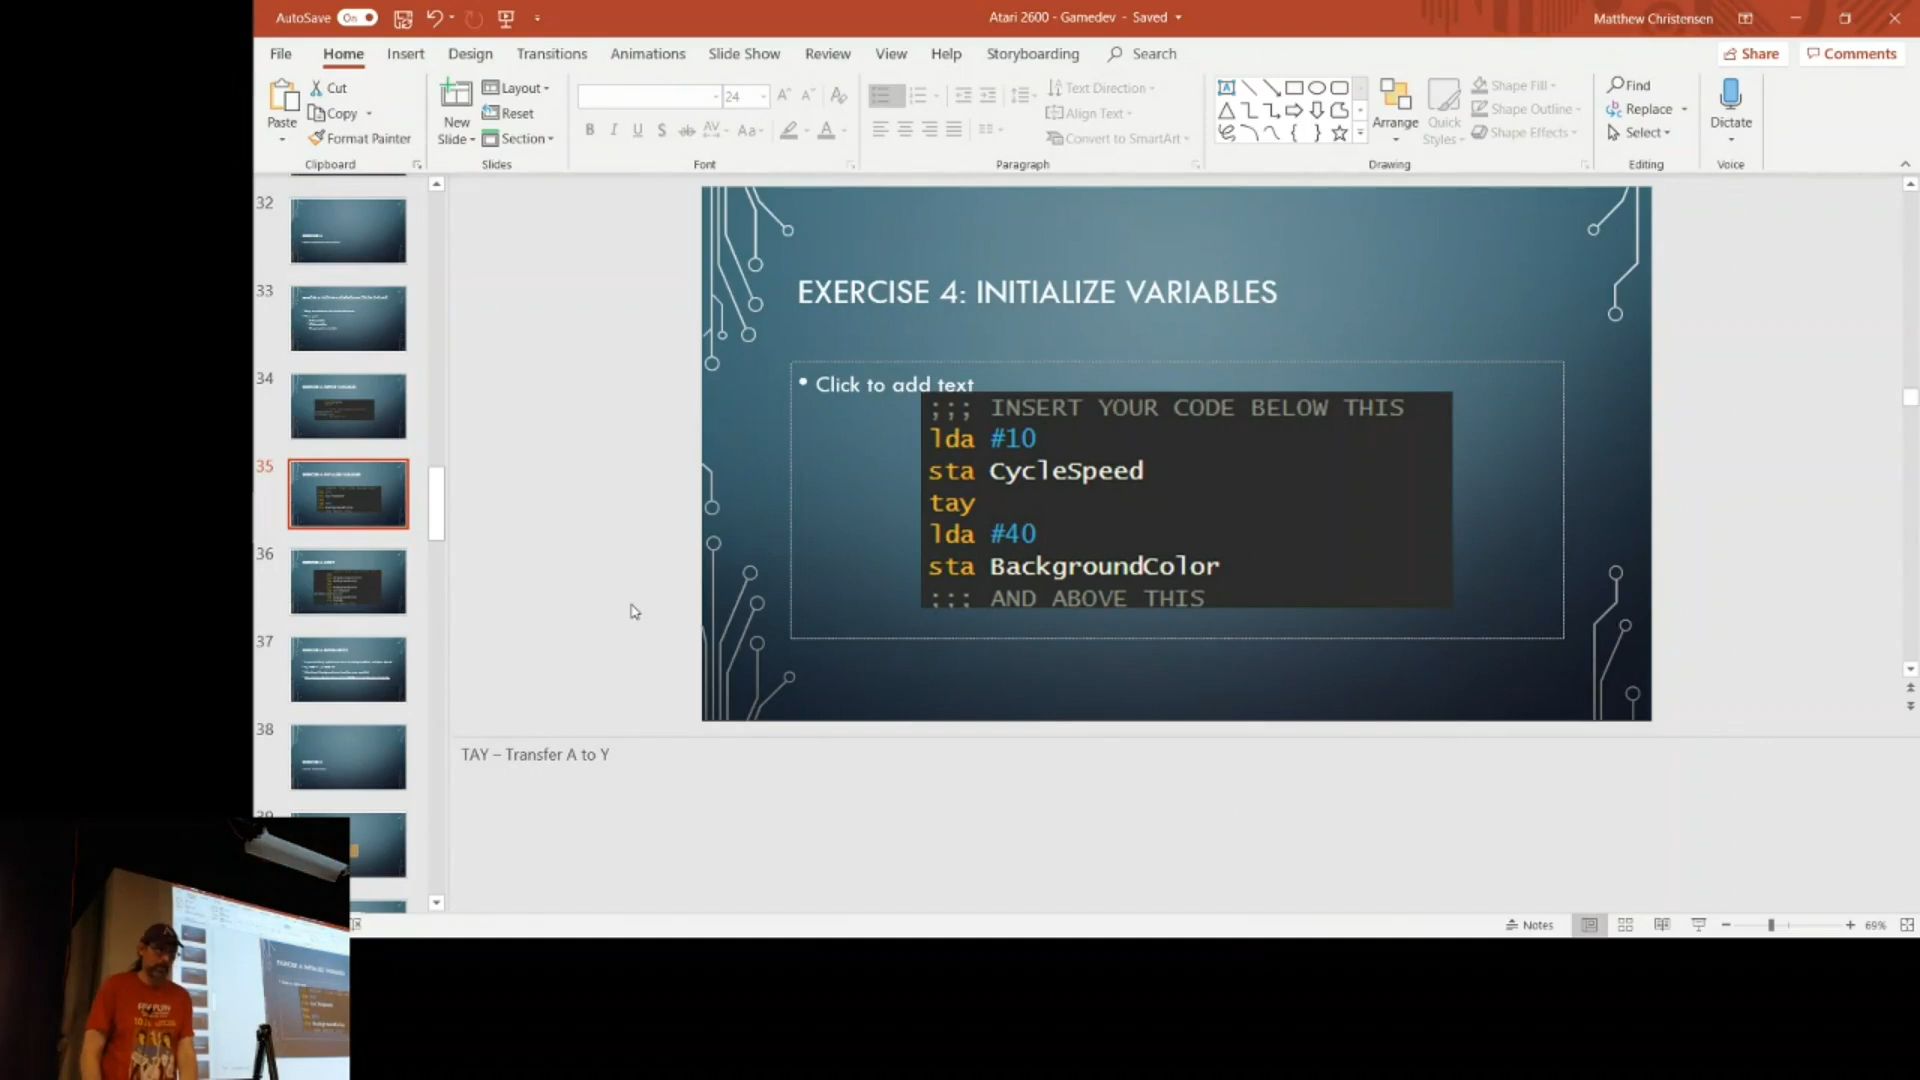 AutoSave On
Atari 2600 - Gamedev - Saved
Matthew Christensen
File Home Insert Design Transitions Animations Slide Show Review View Help Storyboarding Search
Share Comments
Paste
Cut
Copy
Format Painter
Clipboard
New
Slide
Layout
Reset
Section
Slides
24
Font
Text Direction
Align Text
Convert to SmartArt
Paragraph
Arrange
Quick
Styles
Shape Fill
Shape Outline
Shape Effects
Drawing
Find
Replace
Select
Editing
Dictate
Voice
32
33
34
35
36
37
38
39
EXERCISE 4: INITIALIZE VARIABLES
• Click to add text
;;; INSERT YOUR CODE BELOW THIS
lda #10
sta CycleSpeed
tay
lda #40
sta BackgroundColor
;;; AND ABOVE THIS
TAY – Transfer A to Y
Notes
69%